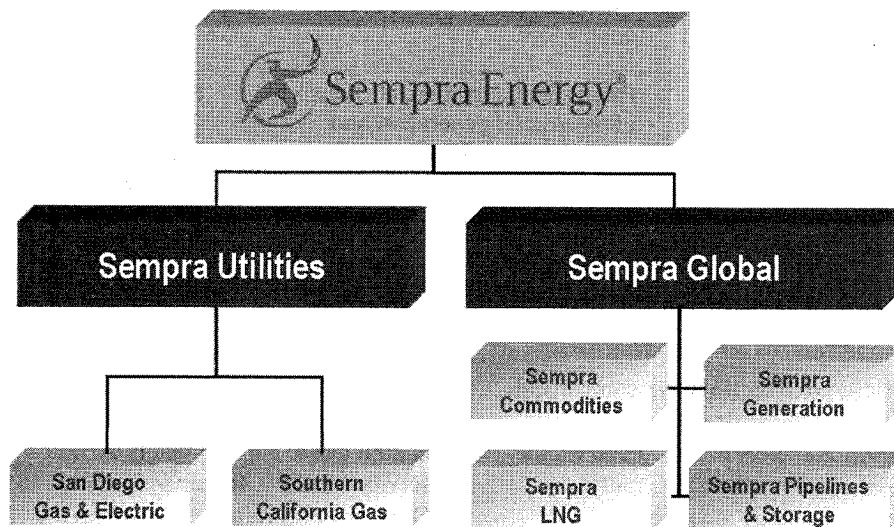 Sempra Energy®
Sempra Utilities
Sempra Global
Sempra
Commodities
Sempra
Generation
San Diego
Gas & Electric
Southern
California Gas
Sempra
LNG
Sempra Pipelines
& Storage